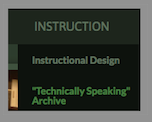 INSTRUCTION
Instructional Design
"Technically Speaking"
Archive